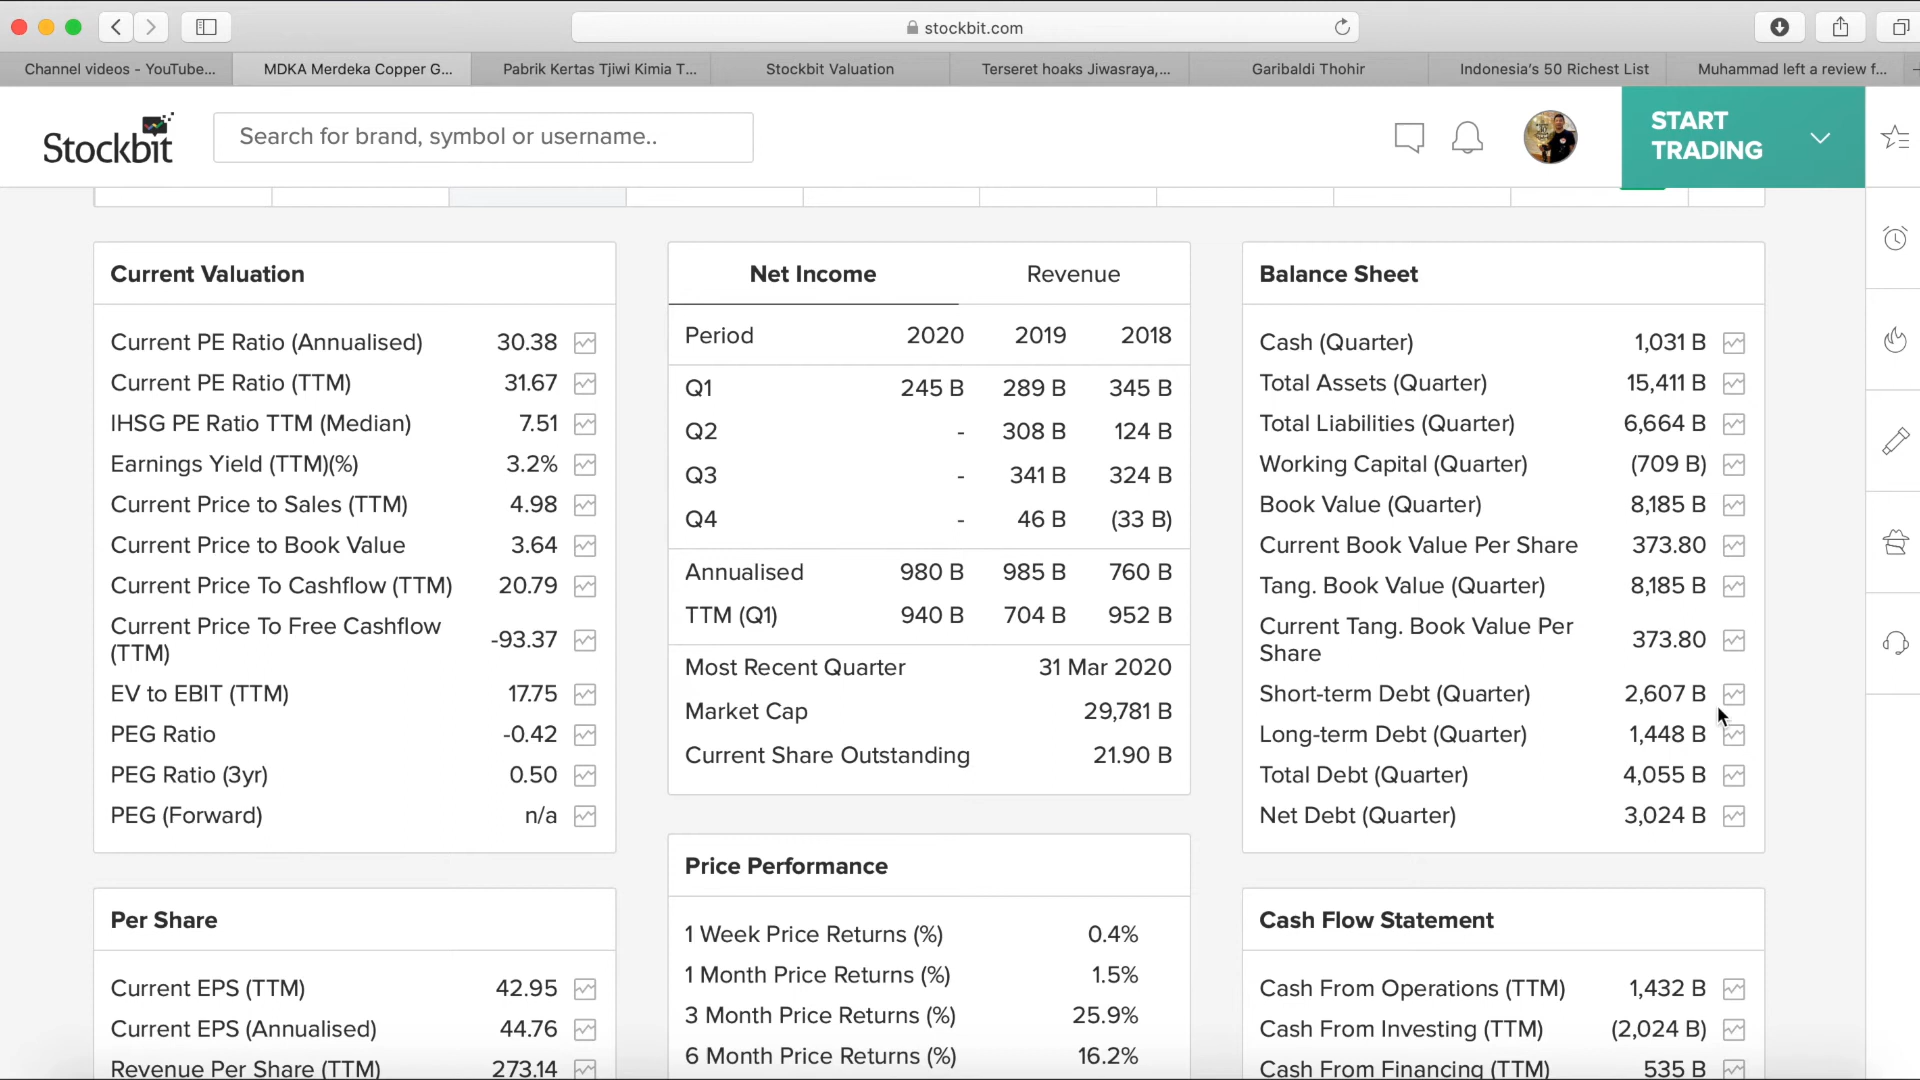 stockbit.com
Channel videos - YouTube...
MDKA Merdeka Copper G...
Pabrik Kertas Tjiwi Kimia T...
Stockbit Valuation
Terseret hoaks Jiwasraya,...
Garibaldi Thohir
Indonesia's 50 Richest List
Muhammad left a review f...
Stockbit
Search for brand, symbol or username..
START
TRADING
Current Valuation
Current PE Ratio (Annualised) 30.38
Current PE Ratio (TTM) 31.67
IHSG PE Ratio TTM (Median) 7.51
Earnings Yield (TTM)(%) 3.2%
Current Price to Sales (TTM) 4.98
Current Price to Book Value 3.64
Current Price To Cashflow (TTM) 20.79
Current Price To Free Cashflow
(TTM) -93.37
EV to EBIT (TTM) 17.75
PEG Ratio -0.42
PEG Ratio (3yr) 0.50
PEG (Forward) n/a
Per Share
Current EPS (TTM) 42.95
Current EPS (Annualised) 44.76
Revenue Per Share (TTM) 273.14
Net Income Revenue
Period 2020 2019 2018
Q1 245 B 289 B 345 B
Q2 - 308 B 124 B
Q3 - 341 B 324 B
Q4 - 46 B (33 B)
Annualised 980 B 985 B 760 B
TTM (Q1) 940 B 704 B 952 B
Most Recent Quarter 31 Mar 2020
Market Cap 29,781 B
Current Share Outstanding 21.90 B
Price Performance
1 Week Price Returns (%) 0.4%
1 Month Price Returns (%) 1.5%
3 Month Price Returns (%) 25.9%
6 Month Price Returns (%) 16.2%
Balance Sheet
Cash (Quarter) 1,031 B
Total Assets (Quarter) 15,411 B
Total Liabilities (Quarter) 6,664 B
Working Capital (Quarter) (709 B)
Book Value (Quarter) 8,185 B
Current Book Value Per Share 373.80
Tang. Book Value (Quarter) 8,185 B
Current Tang. Book Value Per
Share 373.80
Short-term Debt (Quarter) 2,607 B
Long-term Debt (Quarter) 1,448 B
Total Debt (Quarter) 4,055 B
Net Debt (Quarter) 3,024 B
Cash Flow Statement
Cash From Operations (TTM) 1,432 B
Cash From Investing (TTM) (2,024 B)
Cash From Financing (TTM) 535 B